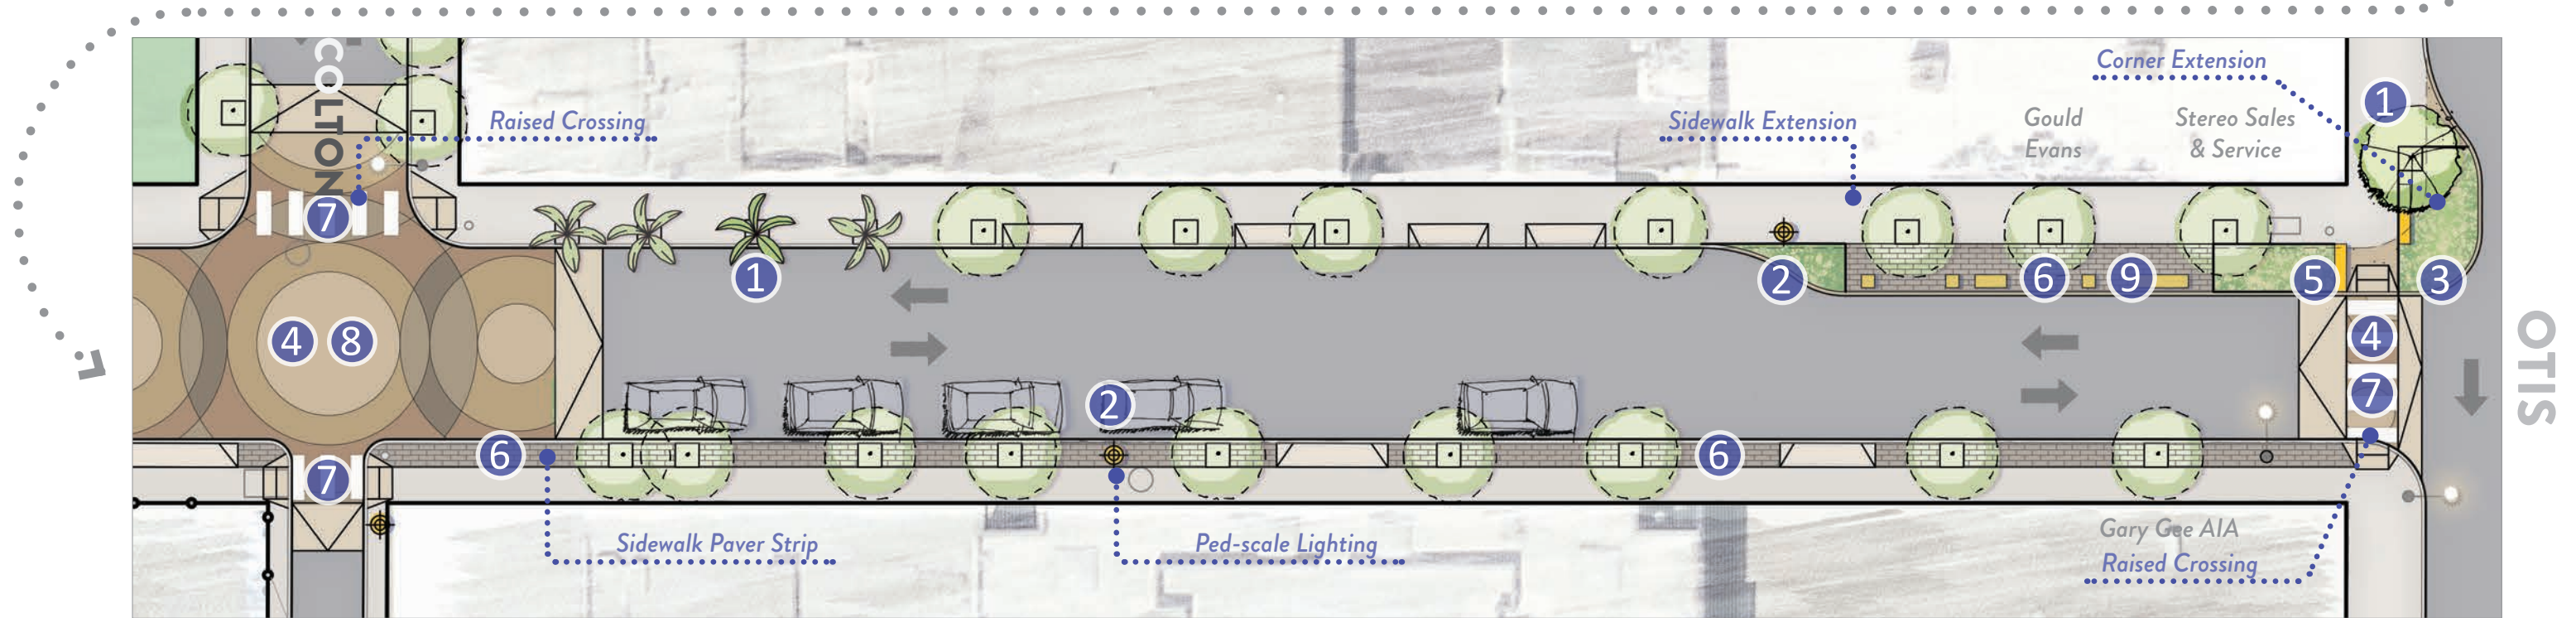 COLTON
Raised Crossing
Sidewalk Extension
Corner Extension
Gould
Evans
Stereo Sales
& Service
1
7
1
2
6
9
5
3
4
8
4
7
2
6
6
7
OTIS
Sidewalk Paver Strip
Ped-scale Lighting
Gary Gee AIA
Raised Crossing